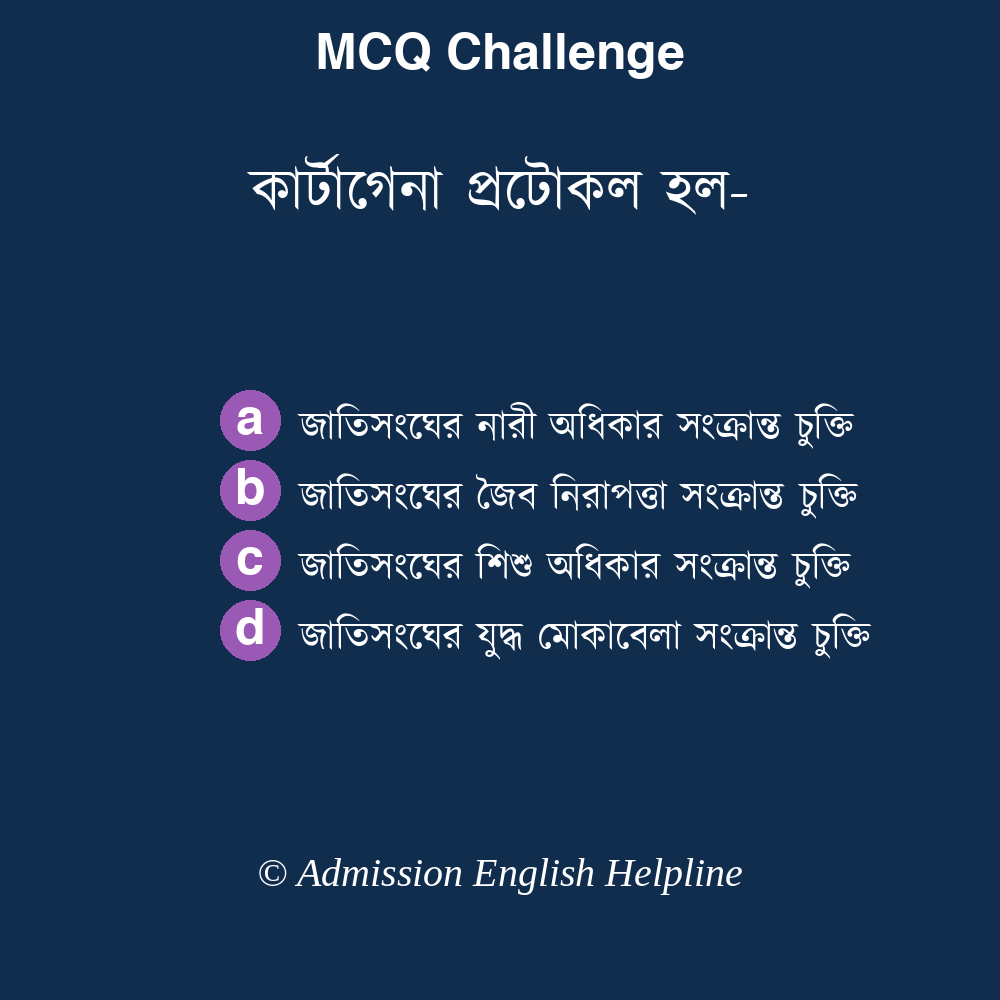 MCQ Challenge
কার্টাগেনা প্রটোকল হল-
a জাতিসংঘের নারী অধিকার সংক্রান্ত চুক্তি
b জাতিসংঘের জৈব নিরাপত্তা সংক্রান্ত চুক্তি
c জাতিসংঘের শিশু অধিকার সংক্রান্ত চুক্তি
d জাতিসংঘের যুদ্ধ মোকাবেলা সংক্রান্ত চুক্তি
© Admission English Helpline